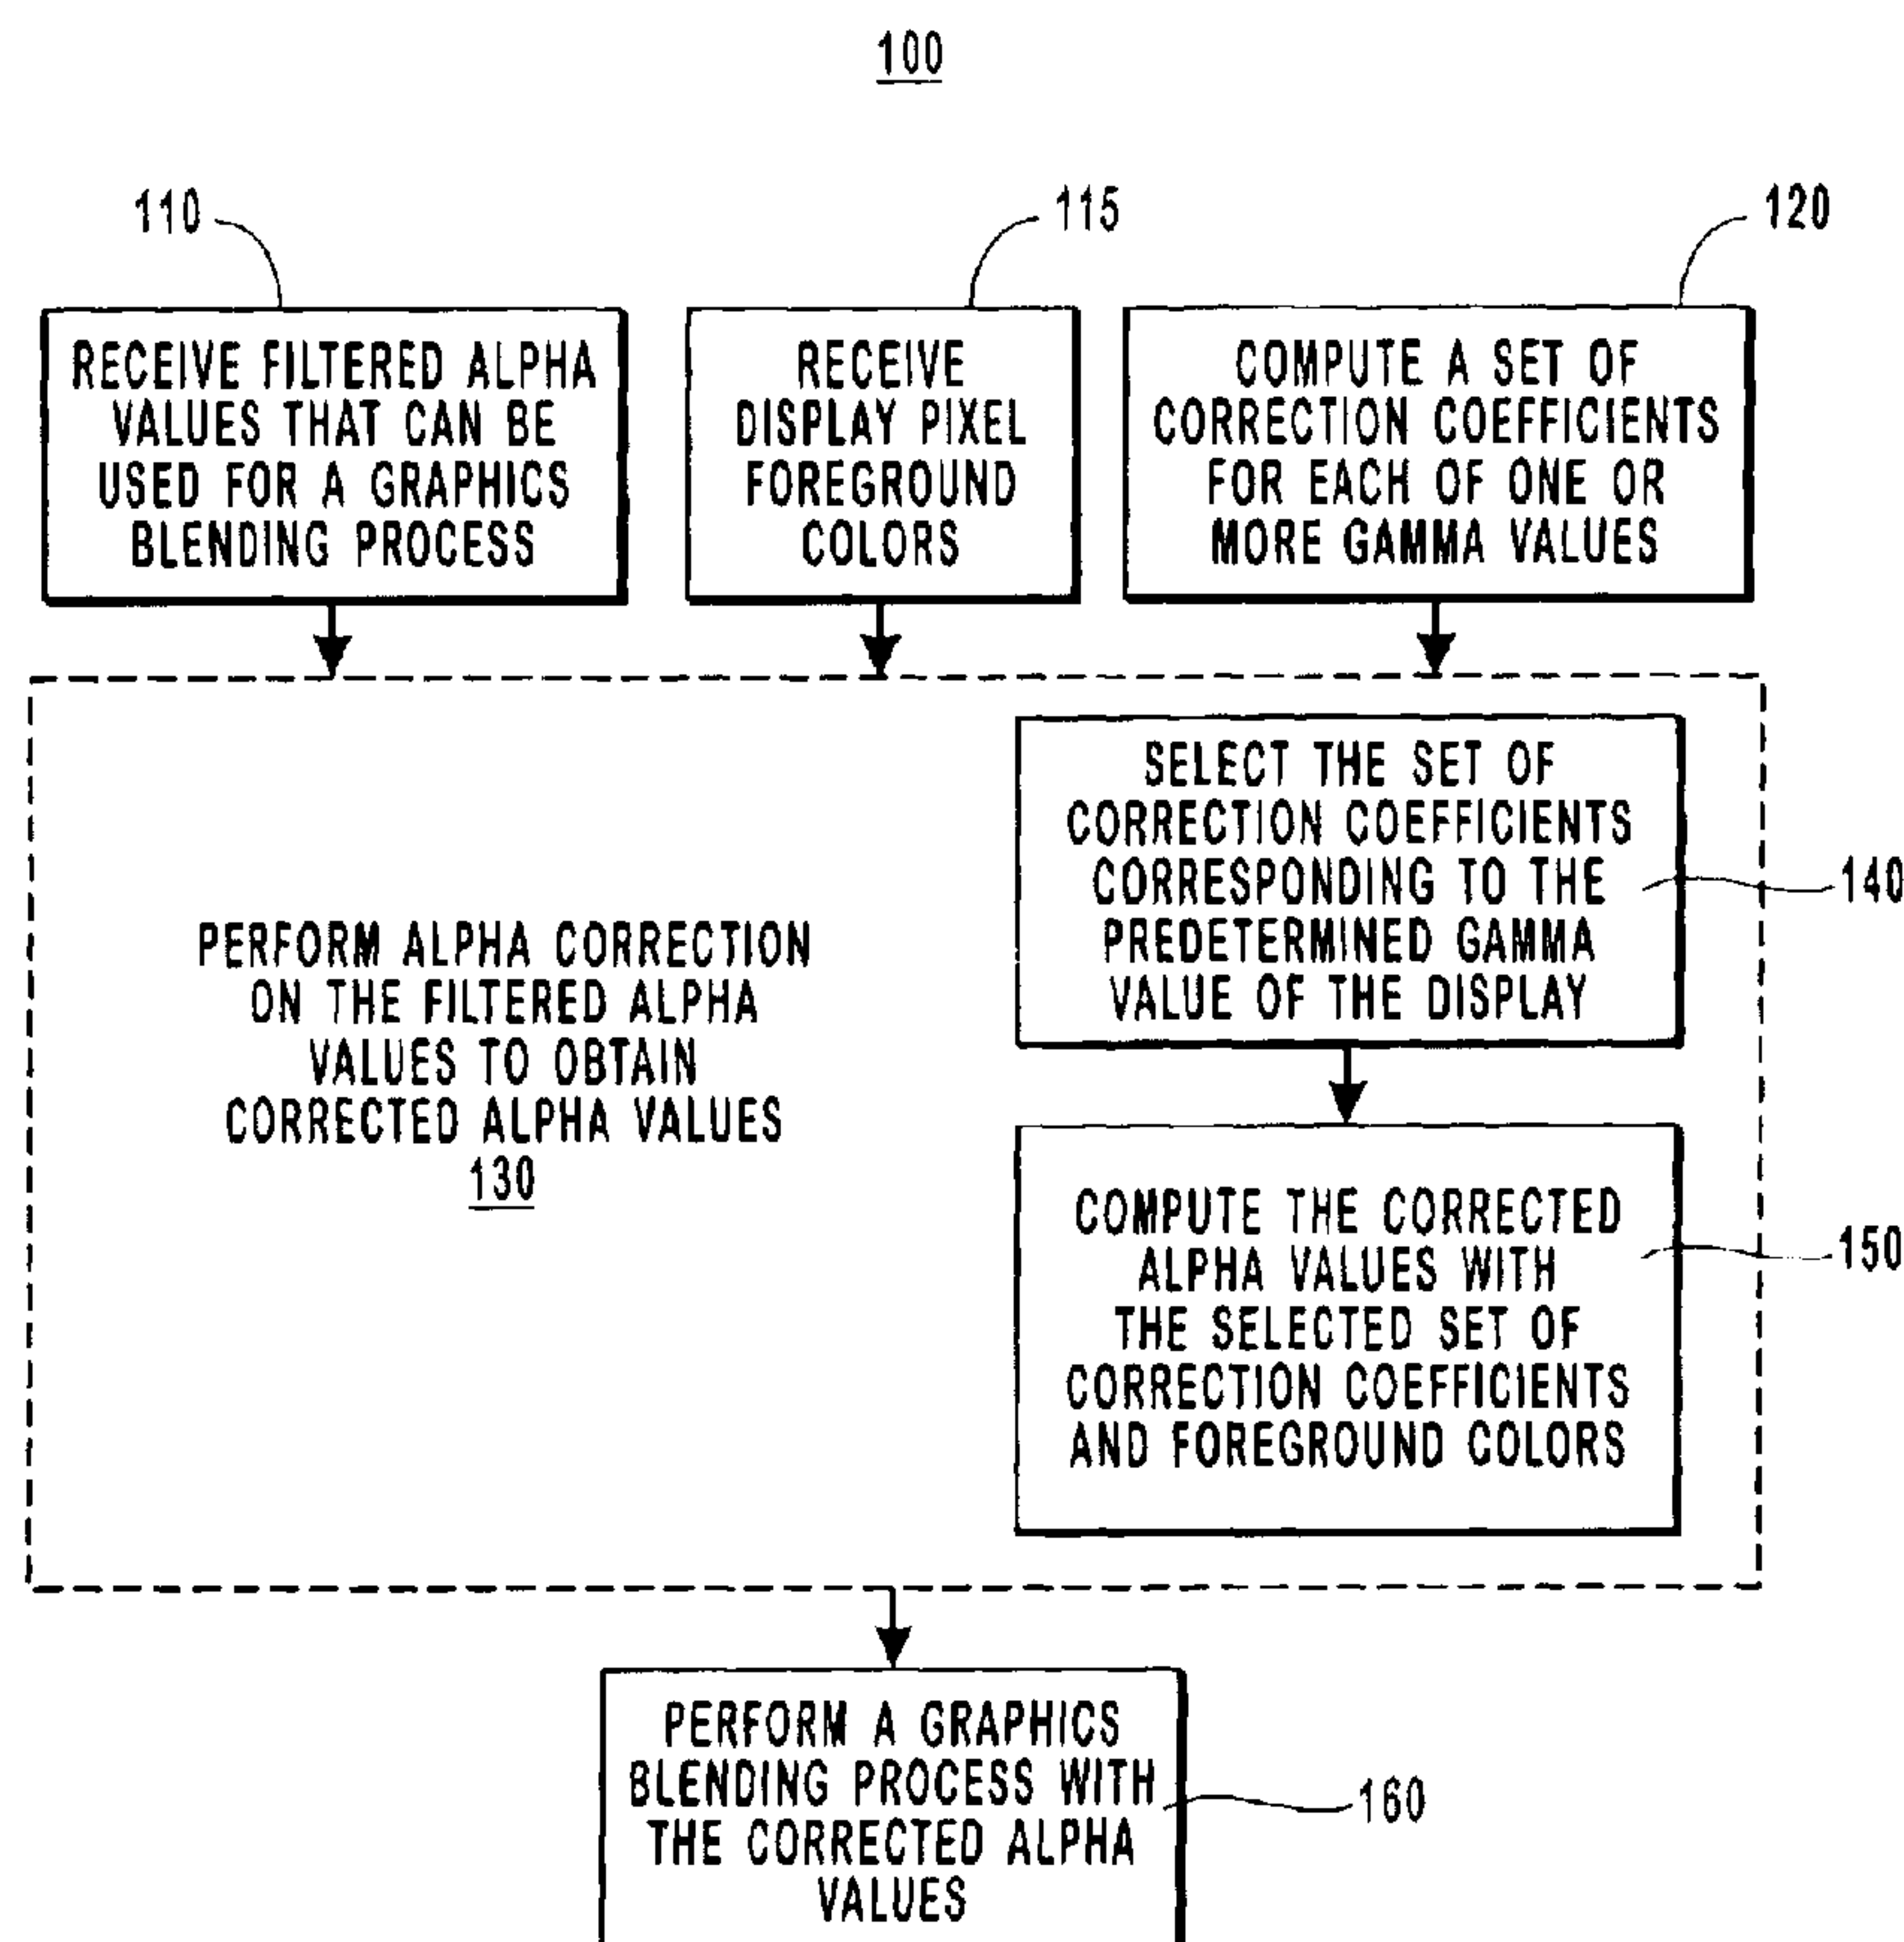 100
110
115
120
RECEIVE FILTERED ALPHA
VALUES THAT CAN BE
USED FOR A GRAPHICS
BLENDING PROCESS
RECEIVE
DISPLAY PIXEL
FOREGROUND
COLORS
COMPUTE A SET OF
CORRECTION COEFFICIENTS
FOR EACH OF ONE OR
MORE GAMMA VALUES
PERFORM ALPHA CORRECTION
ON THE FILTERED ALPHA
VALUES TO OBTAIN
CORRECTED ALPHA VALUES
130
SELECT THE SET OF
CORRECTION COEFFICIENTS
CORRESPONDING TO THE
PREDETERMINED GAMMA
VALUE OF THE DISPLAY
140
COMPUTE THE CORRECTED
ALPHA VALUES WITH
THE SELECTED SET OF
CORRECTION COEFFICIENTS
AND FOREGROUND COLORS
150
PERFORM A GRAPHICS
BLENDING PROCESS WITH
THE CORRECTED ALPHA
VALUES
160